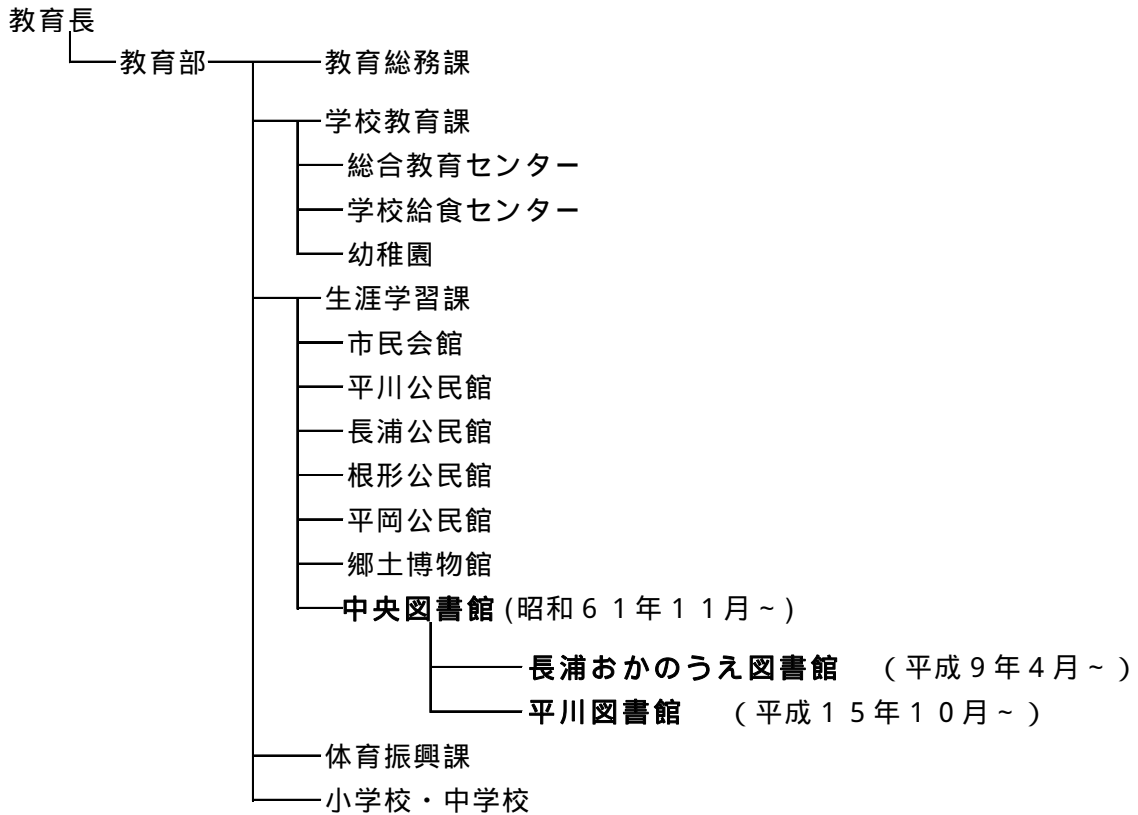 教育長
教育部 教育総務課
学校教育課
総合教育センター
学校給食センター
幼稚園
生涯学習課
市民会館
平川公民館
長浦公民館
根形公民館
平岡公民館
郷土博物館
中央図書館 (昭和６１年１１月~)
長浦おかのうえ図書館 （平成９年４月~）
平川図書館 （平成１５年１０月~）
体育振興課
小学校・中学校